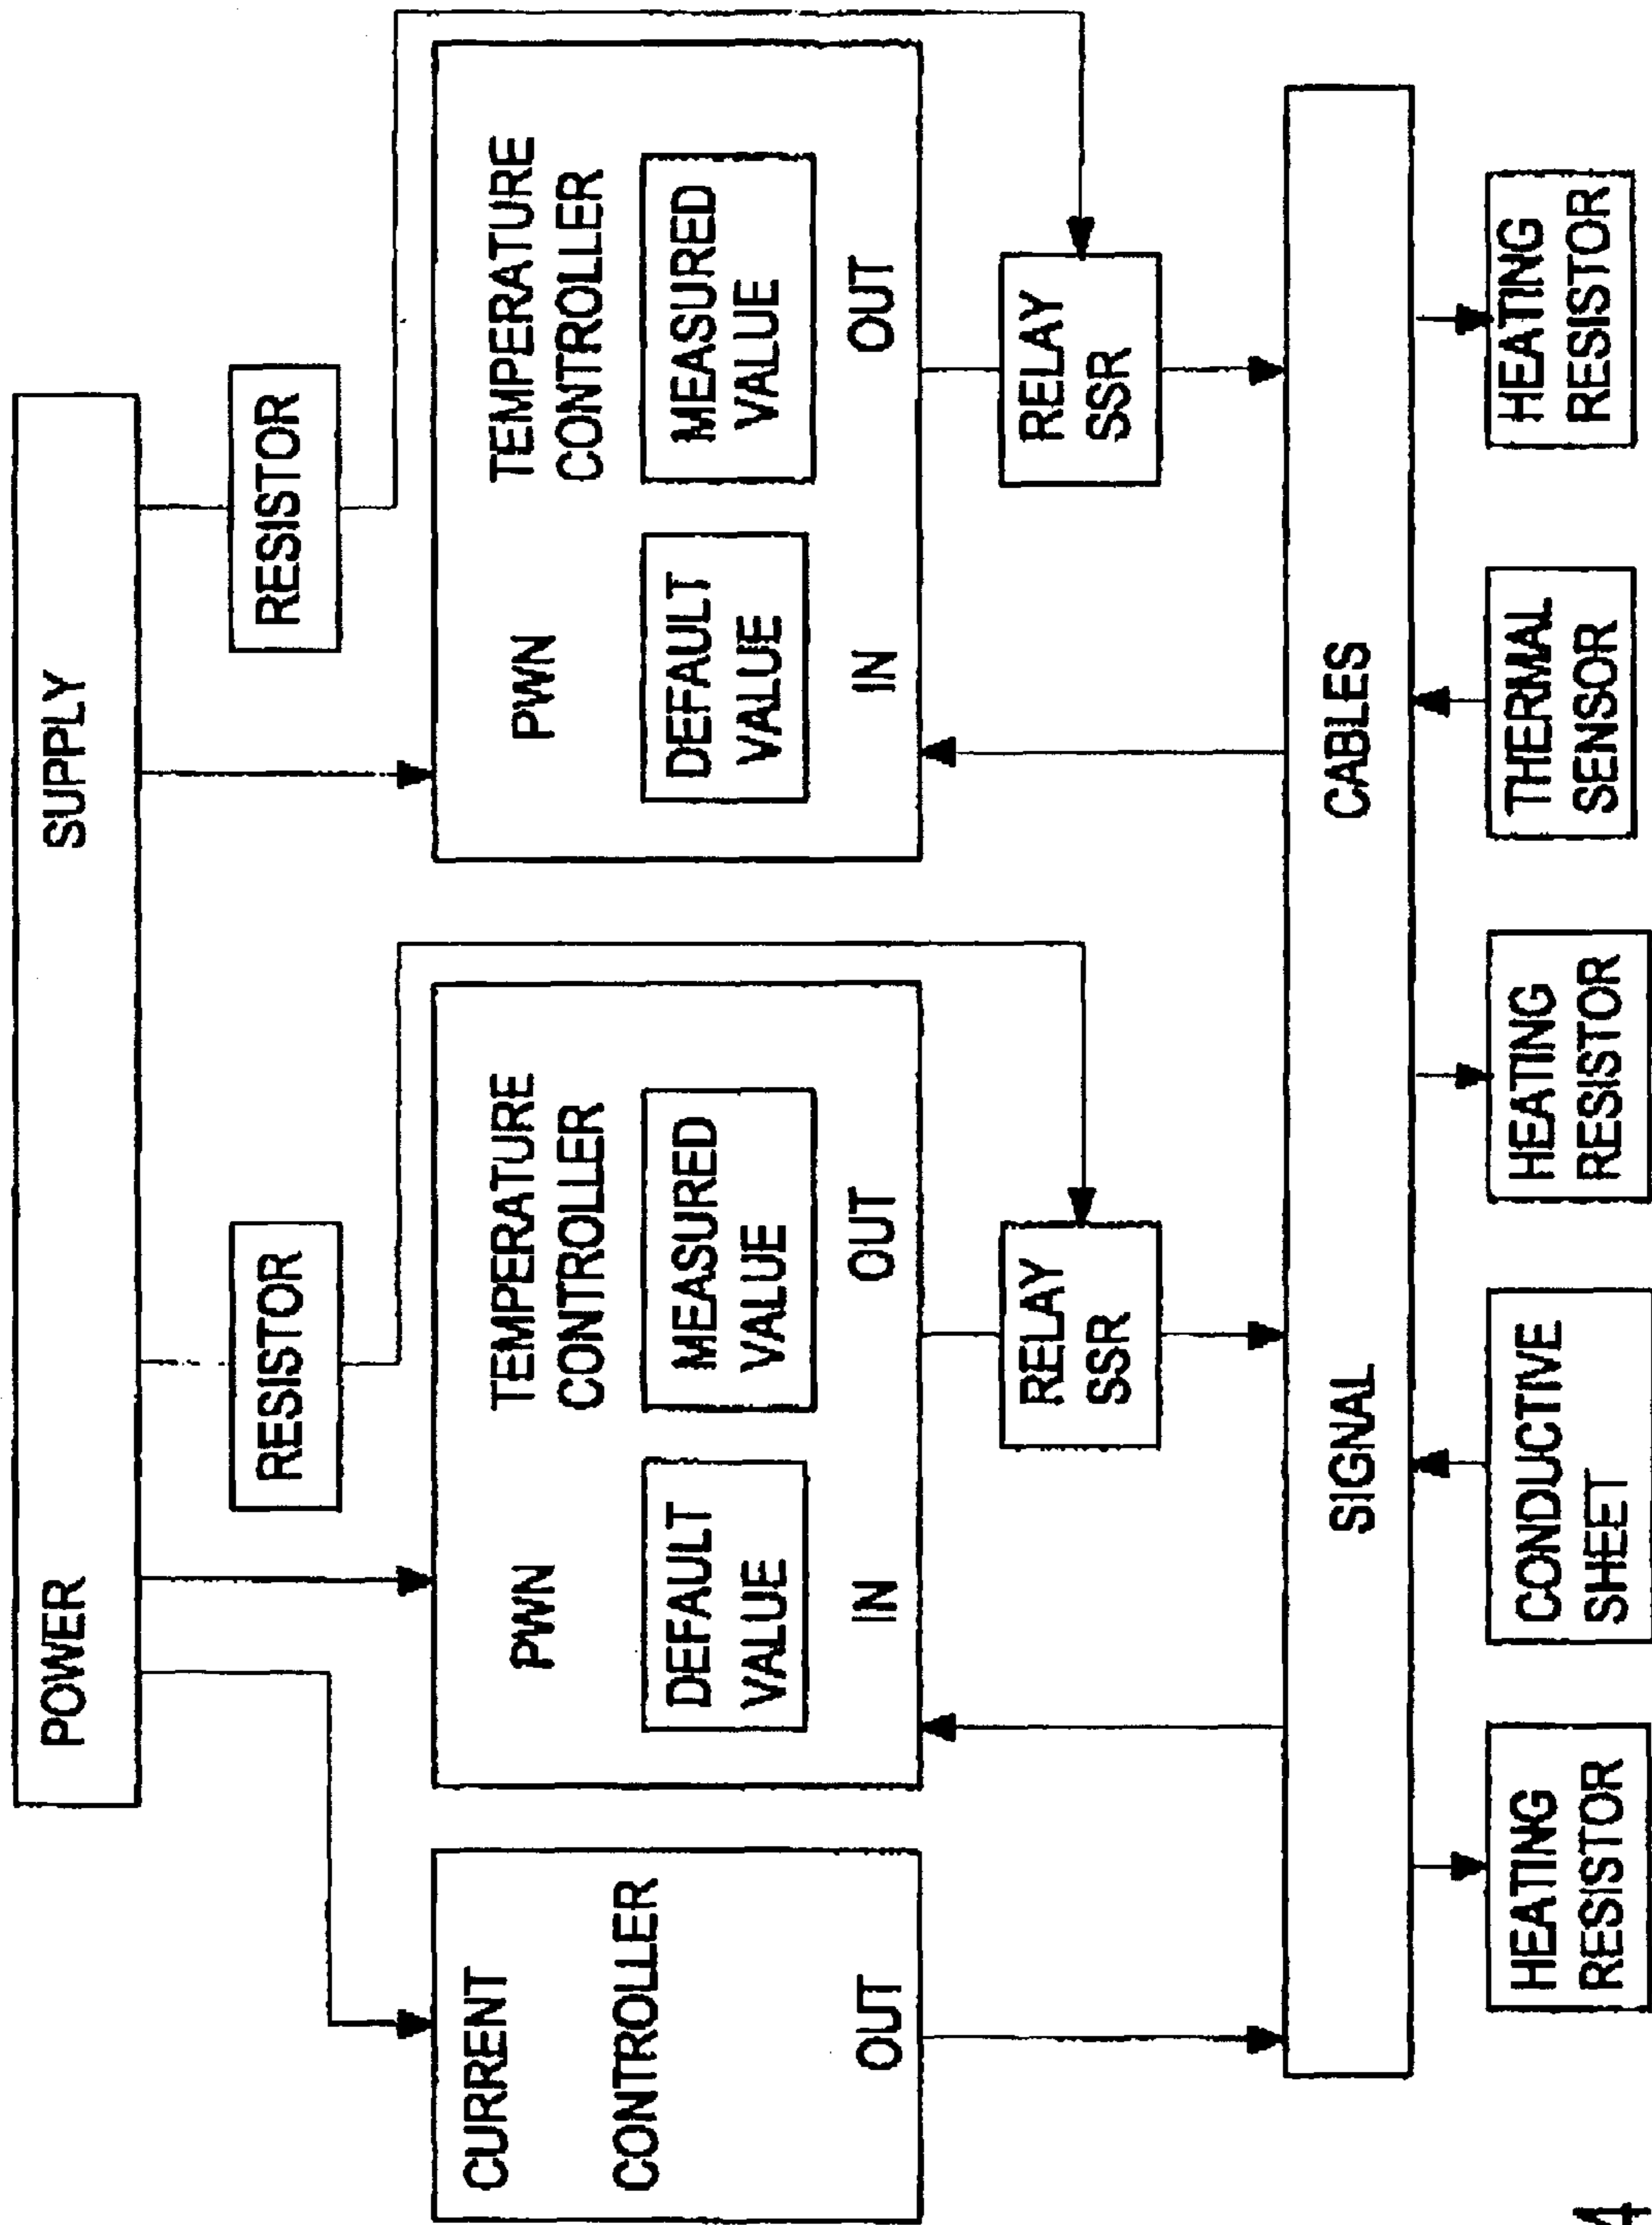 POWER SUPPLY
RESISTOR
RESISTOR
CURRENT
CONTROLLER
OUT
PWN
TEMPERATURE
CONTROLLER
DEFAULT
VALUE
MEASURED
VALUE
IN
OUT
PWN
TEMPERATURE
CONTROLLER
DEFAULT
VALUE
MEASURED
VALUE
IN
OUT
RELAY
SSR
RELAY
SSR
SIGNAL CABLES
HEATING
RESISTOR
CONDUCTIVE
SHEET
HEATING
RESISTOR
THERMAL
SENSOR
HEATING
RESISTOR